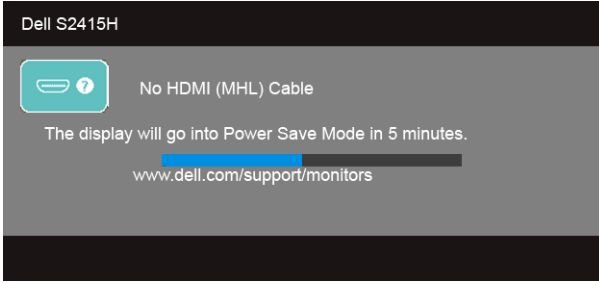 Dell S2415H
?
No HDMI (MHL) Cable
The display will go into Power Save Mode in 5 minutes.
www.dell.com/support/monitors